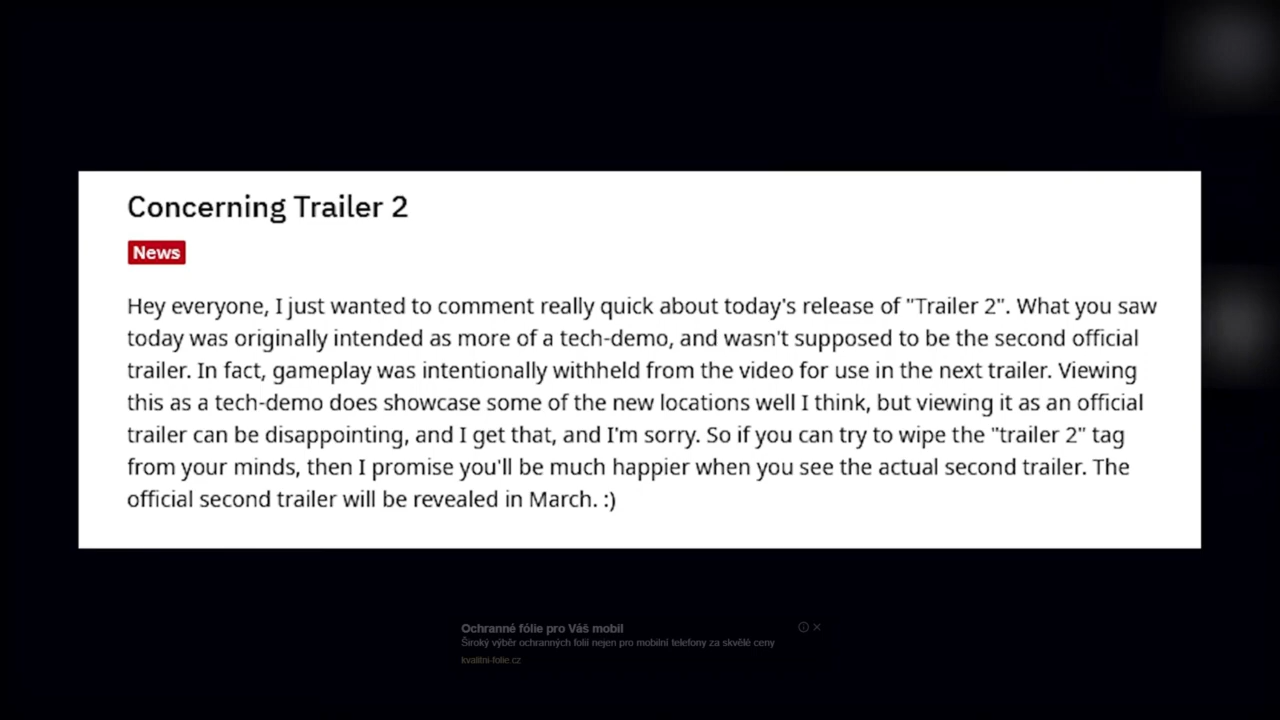 Concerning Trailer 2
News
Hey everyone, I just wanted to comment really quick about today's release of "Trailer 2". What you saw
today was originally intended as more of a tech-demo, and wasn't supposed to be the second official
trailer. In fact, gameplay was intentionally withheld from the video for use in the next trailer. Viewing
this as a tech-demo does showcase some of the new locations well I think, but viewing it as an official
trailer can be disappointing, and I get that, and I'm sorry. So if you can try to wipe the "trailer 2" tag
from your minds, then I promise you'll be much happier when you see the actual second trailer. The
official second trailer will be revealed in March. :)
Ochranné fólie pro Váš mobil
Široký výběr ochranných folií nejen pro mobilní telefony za skvělé ceny
kvalitni-folie.cz